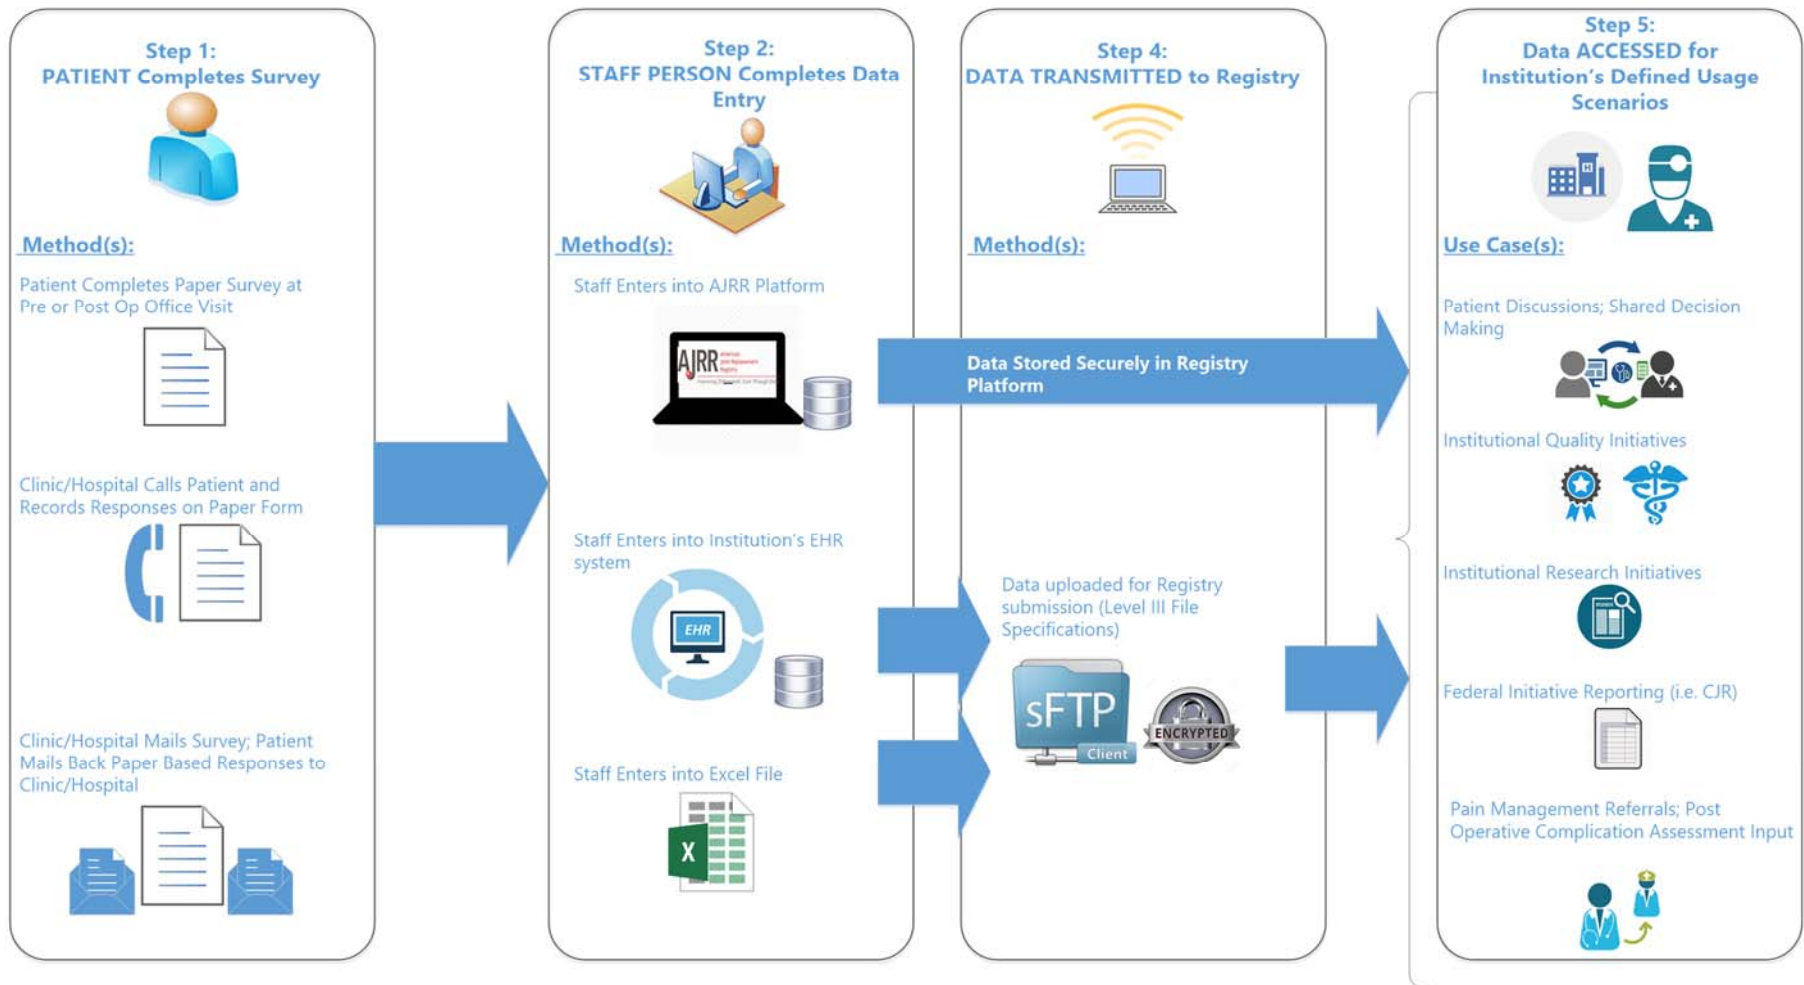 Step 1:
PATIENT Completes Survey
Method(s):
Patient Completes Paper Survey at
Pre or Post Op Office Visit
Clinic/Hospital Calls Patient and
Records Responses on Paper Form
Clinic/Hospital Mails Survey; Patient
Mails Back Paper Based Responses to
Clinic/Hospital
Step 2:
STAFF PERSON Completes Data
Entry
Method(s):
Staff Enters into AJRR Platform
AJRR
American
Joint Replacement
Registry
Staff Enters into Institution's EHR
system
EHR
Staff Enters into Excel File
X
Step 4:
DATA TRANSMITTED to Registry
Method(s):
Data Stored Securely in Registry
Platform
Data uploaded for Registry
submission (Level III File
Specifications)
sFTP
Client
ENCRYPTED
Step 5:
Data ACCESSED for
Institution's Defined Usage
Scenarios
H
Use Case(s):
Patient Discussions; Shared Decision
Making
Institutional Quality Initiatives
Institutional Research Initiatives
Federal Initiative Reporting (i.e. CJR)
Pain Management Referrals; Post
Operative Complication Assessment Input